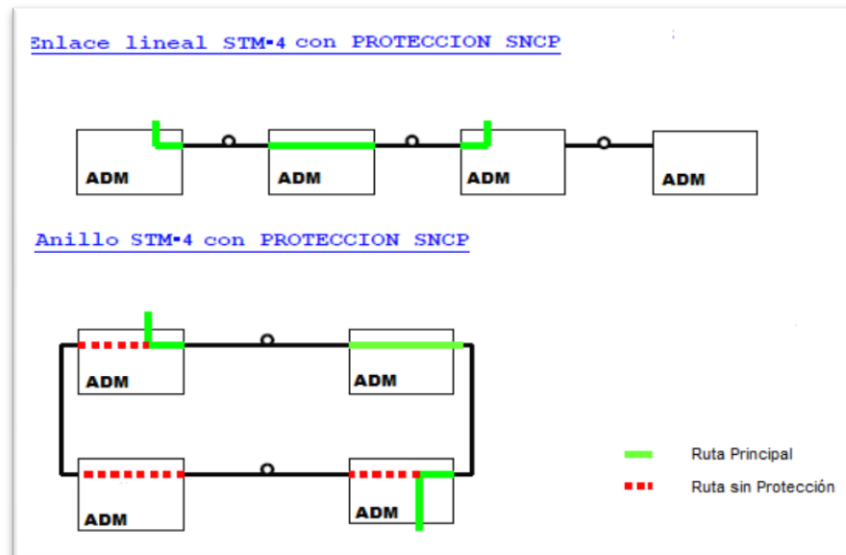 Enlace lineal STM-4 con PROTECCION SNCP
ADM
ADM
ADM
ADM
Anillo STM-4 con PROTECCION SNCP
ADM
ADM
ADM
ADM
Ruta Principal
Ruta sin Protección